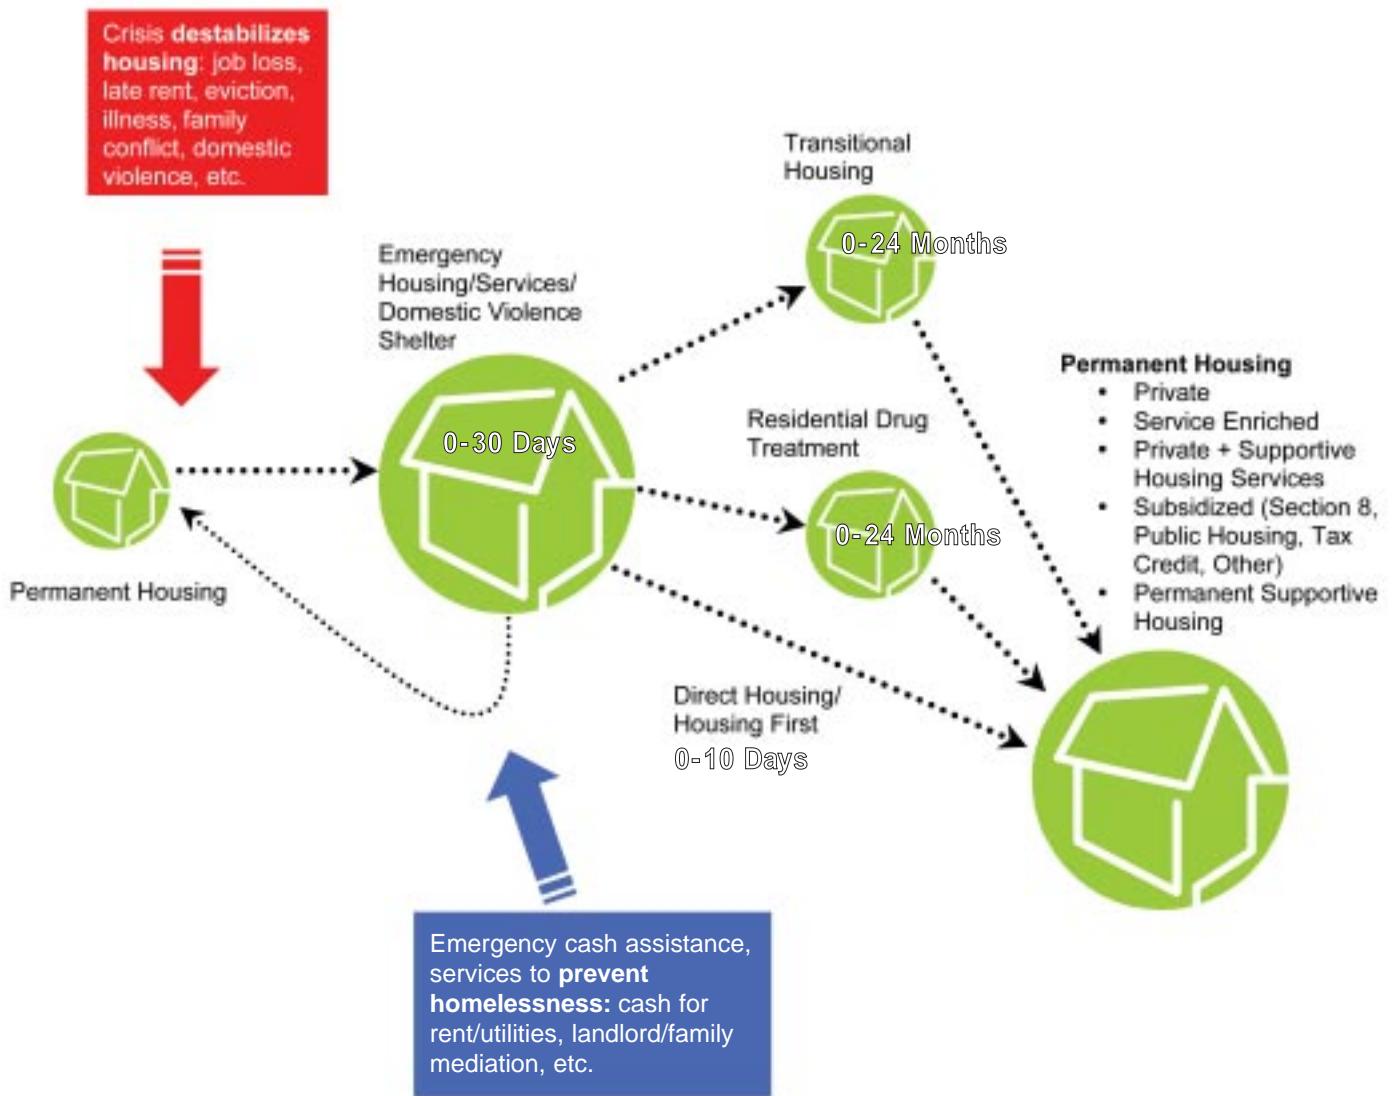 Crisis destabilizes
housing: job loss,
late rent, eviction,
illness, family
conflict, domestic
violence, etc.
Transitional
Housing
0-24 Months
Emergency
Housing/Services/
Domestic Violence
Shelter
0-30 Days
Permanent Housing
Residential Drug
Treatment
0-24 Months
Permanent Housing
• Private
• Service Enriched
• Private + Supportive
Housing Services
• Subsidized (Section 8,
Public Housing, Tax
Credit, Other)
• Permanent Supportive
Housing
Direct Housing/
Housing First
0-10 Days
Emergency cash assistance,
services to prevent
homelessness: cash for
rent/utilities, landlord/family
mediation, etc.